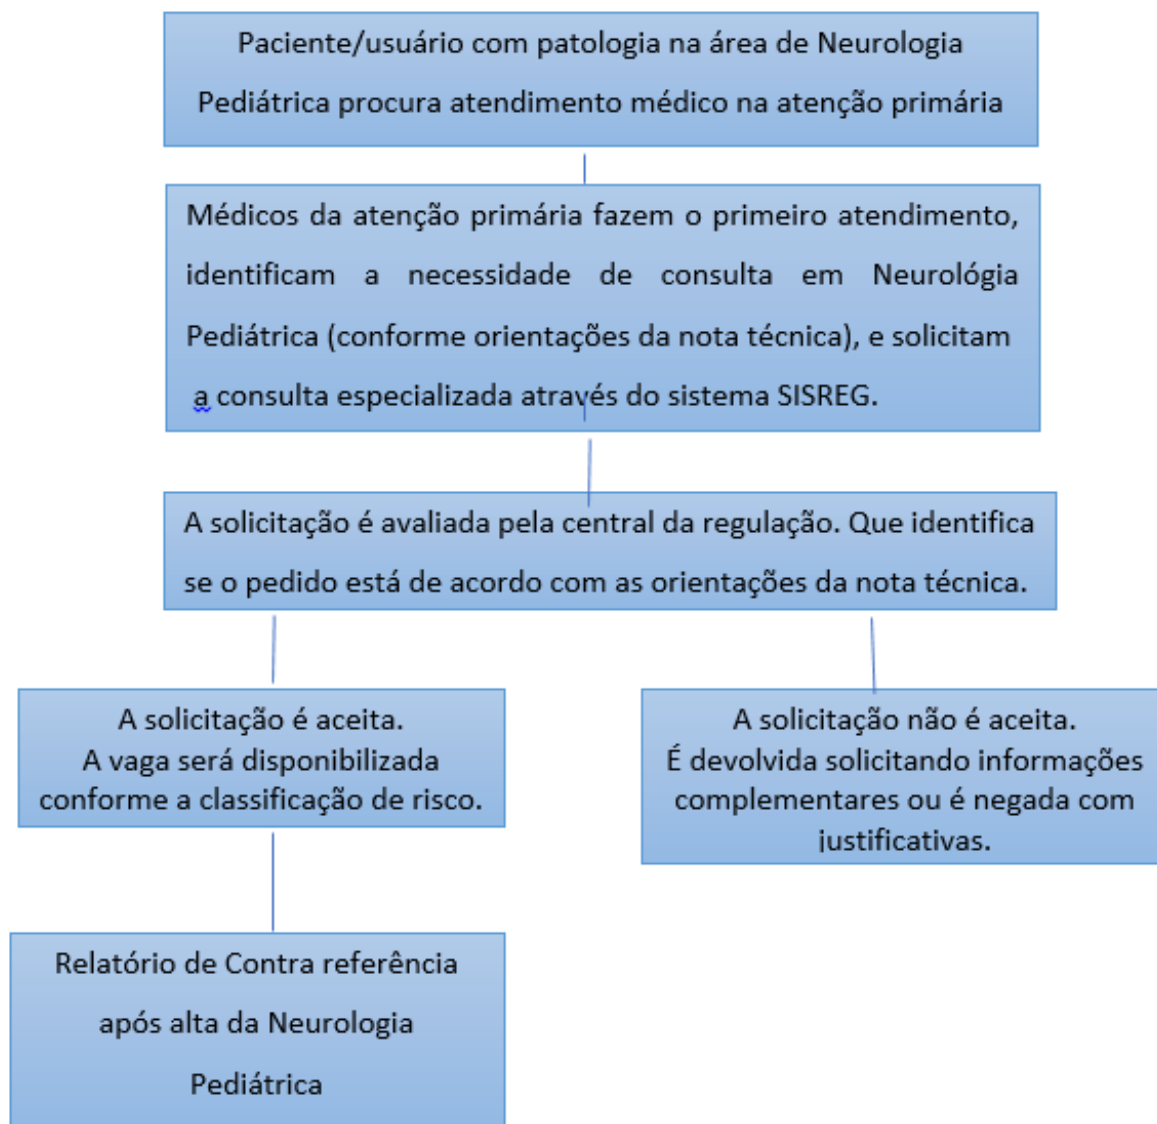 Paciente/usuário com patologia na área de Neurologia
Pediátrica procura atendimento médico na atenção primária
Médicos da atenção primária fazem o primeiro atendimento,
identificam a necessidade de consulta em Neurológia
Pediátrica (conforme orientações da nota técnica), e solicitam
a consulta especializada através do sistema SISREG.
A solicitação é avaliada pela central da regulação. Que identifica
se o pedido está de acordo com as orientações da nota técnica.
A solicitação é aceita.
A vaga será disponibilizada
conforme a classificação de risco.
A solicitação não é aceita.
É devolvida solicitando informações
complementares ou é negada com
justificativas.
Relatório de Contra referência
após alta da Neurologia
Pediátrica